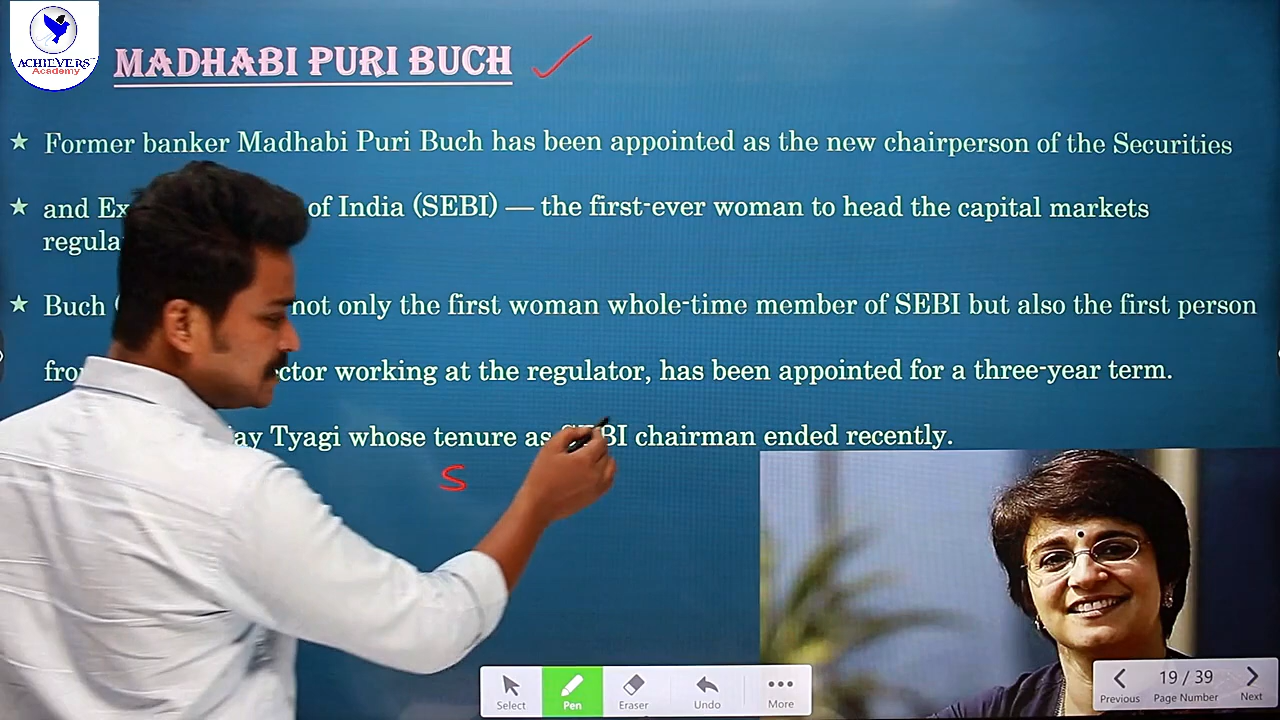 ACHIEVERS
Academy
MADHABI PURI BUCH
Former banker Madhabi Puri Buch has been appointed as the new chairperson of the Securities
and Ex of India (SEBI) — the first-ever woman to head the capital markets
regula
Buch not only the first woman whole-time member of SEBI but also the first person
ctor working at the regulator, has been appointed for a three-year term.
ay Tyagi whose tenure as SEBI chairman ended recently.
S
Select Pen Eraser Undo More
19 / 39
Previous Page Number Next